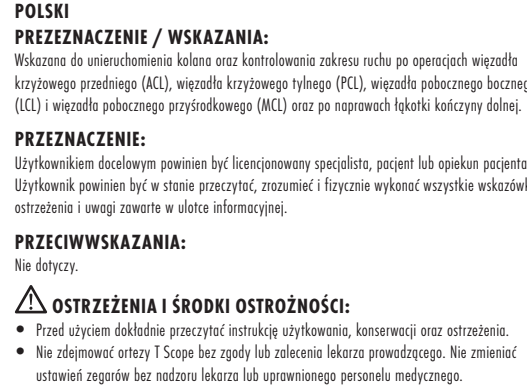 POLSKI
PREZEZNACZENIE / WSKAZANIA:
Wskazana do unieruchomienia kolana oraz kontrolowania zakresu ruchu po operacjach więzadła
krzyżowego przedniego (ACL), więzadła krzyżowego tylnego (PCL), więzadła pobocznego
(LCL) i więzadła pobocznego przyśrodkowego (MCL) oraz po naprawach łąkotki kończyny dolnej.
PRZEZNACZENIE:
Użytkownikiem docelowym powinien być licencjonowany specjalista, pacjent lub opiekun pacjenta
Użytkownik powinien być w stanie przeczytać, zrozumieć i fizycznie wykonać wszystkie
ostrzeżenia i uwagi zawarte w ulotce informacyjnej.
PRZECIWWSKAZANIA:
Nie dotyczy.
OSTRZEŻENIA I ŚRODKI OSTROŻNOŚCI:
• Przed użyciem dokładnie przeczytać instrukcję użytkowania, konserwacji oraz ostrzeżenia.
• Nie zdejmować ortezy T Scope bez zgody lub zalecenia lekarza prowadzącego. Nie zmieniać
ustawień zegarów bez nadzoru lekarza lub uprawnionego personelu medycznego.